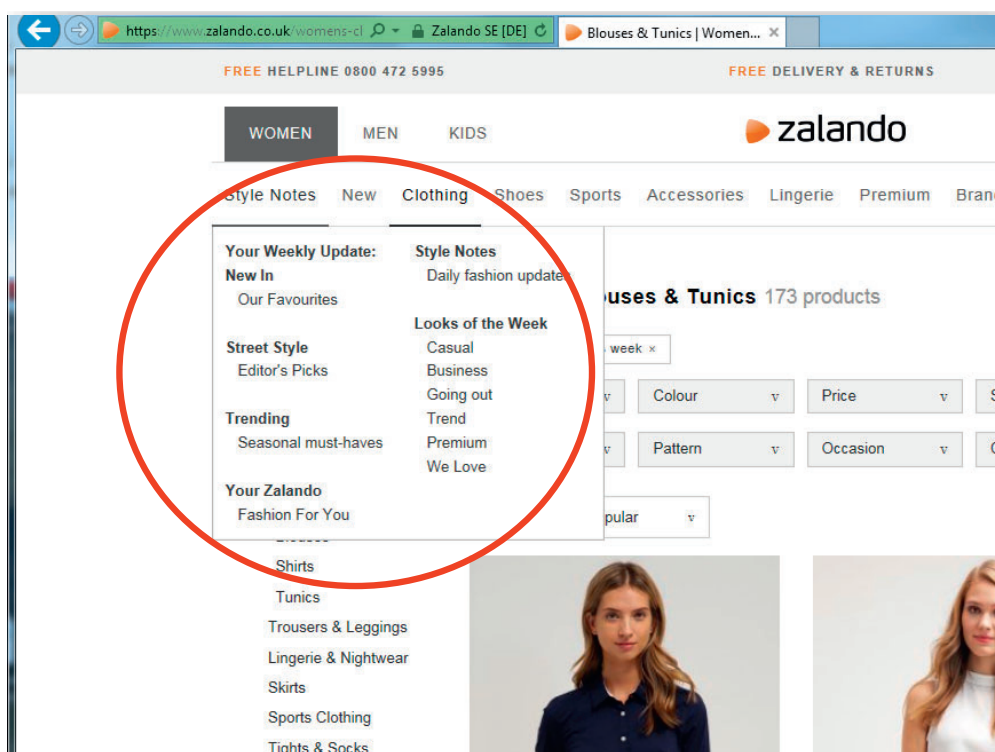 https://www.zalando.co.uk/womens-cl Zalando SE [DE] Blouses & Tunics | Women... ×
FREE HELPLINE 0800 472 5995 FREE DELIVERY & RETURNS
WOMEN MEN KIDS zalando
Style Notes New Clothing Shoes Sports Accessories Lingerie Premium Bran
Your Weekly Update:
New In
Our Favourites
Street Style
Editor's Picks
Trending
Seasonal must-haves
Your Zalando
Fashion For You
Style Notes
Daily fashion updates
Looks of the Week
Casual
Business
Going out
Trend
Premium
We Love
ouses & Tunics 173 products
week ×
v Colour v Price v S
v Pattern v Occasion v
pular v
Shirts
Tunics
Trousers & Leggings
Lingerie & Nightwear
Skirts
Sports Clothing
Tights & Socks